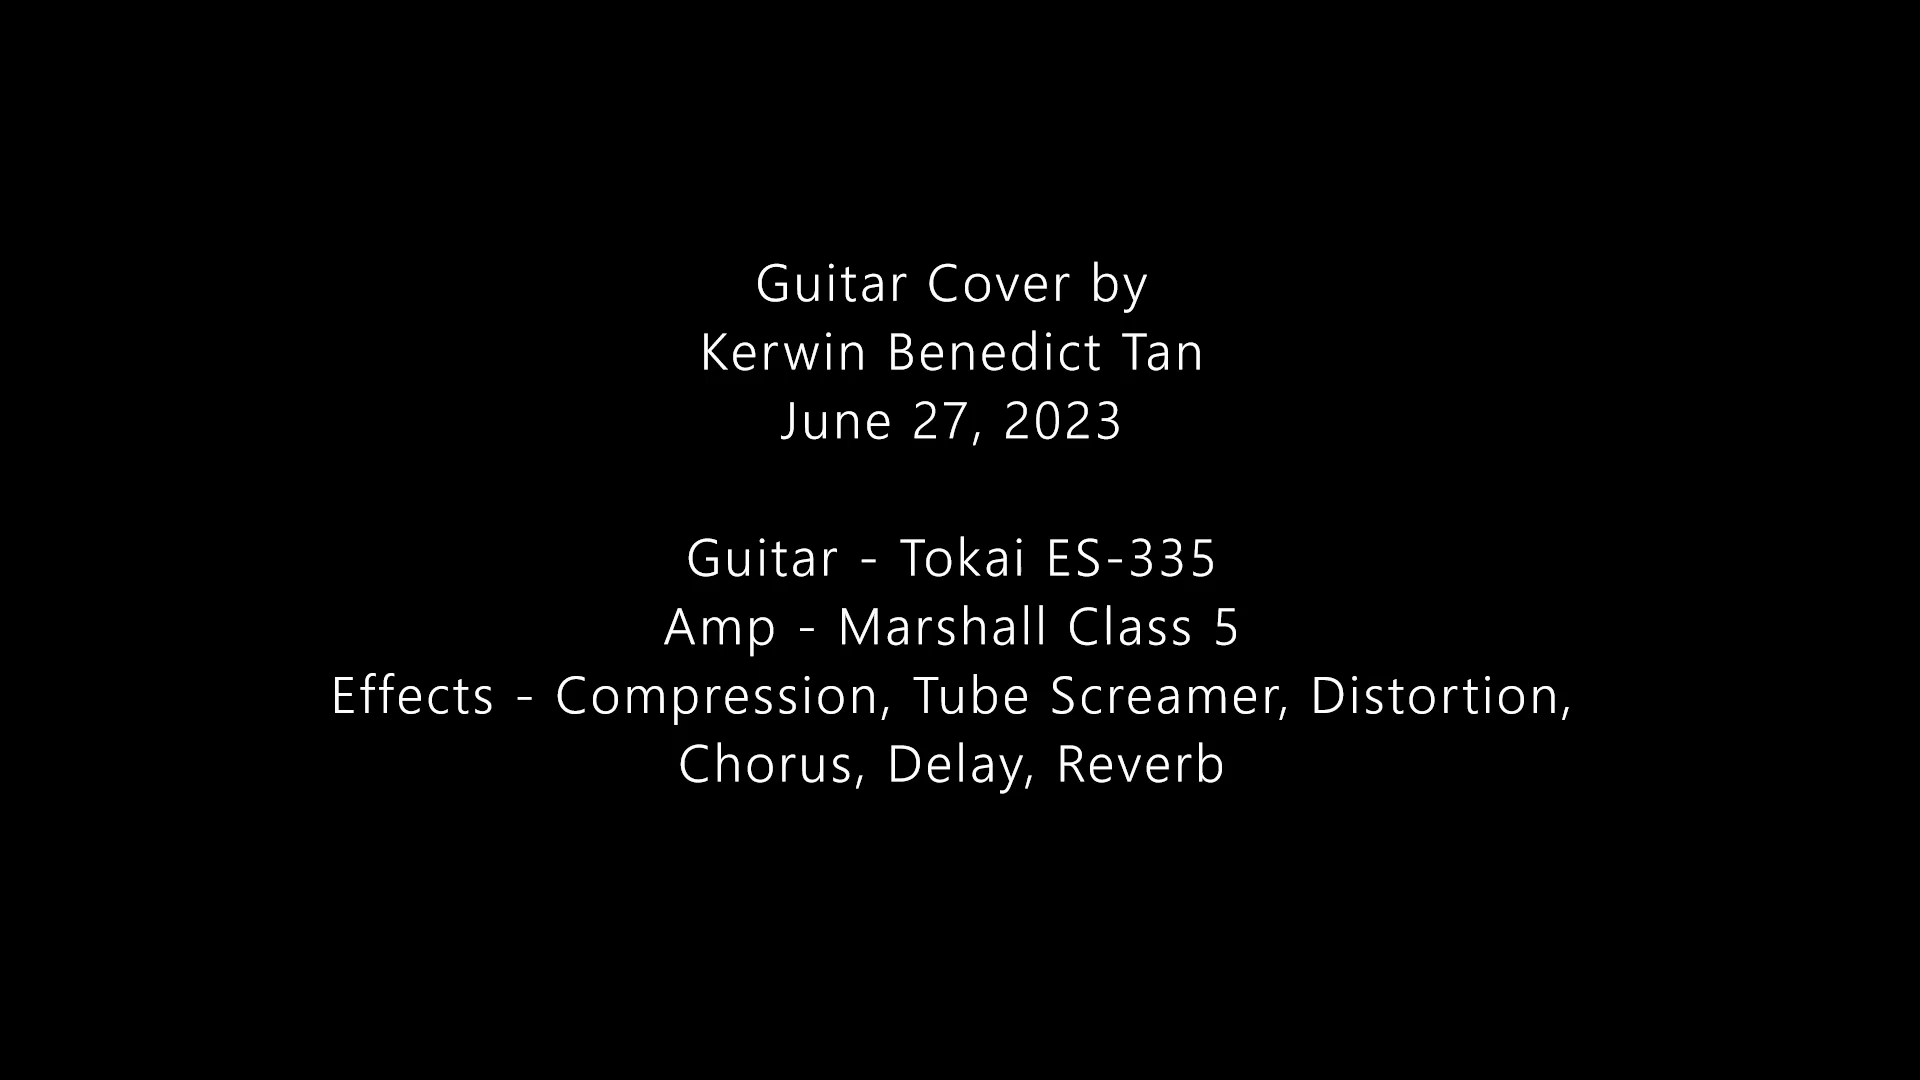 Guitar Cover by
Kerwin Benedict Tan
June 27, 2023
Guitar - Tokai ES-335
Amp - Marshall Class 5
Effects - Compression, Tube Screamer, Distortion,
Chorus, Delay, Reverb